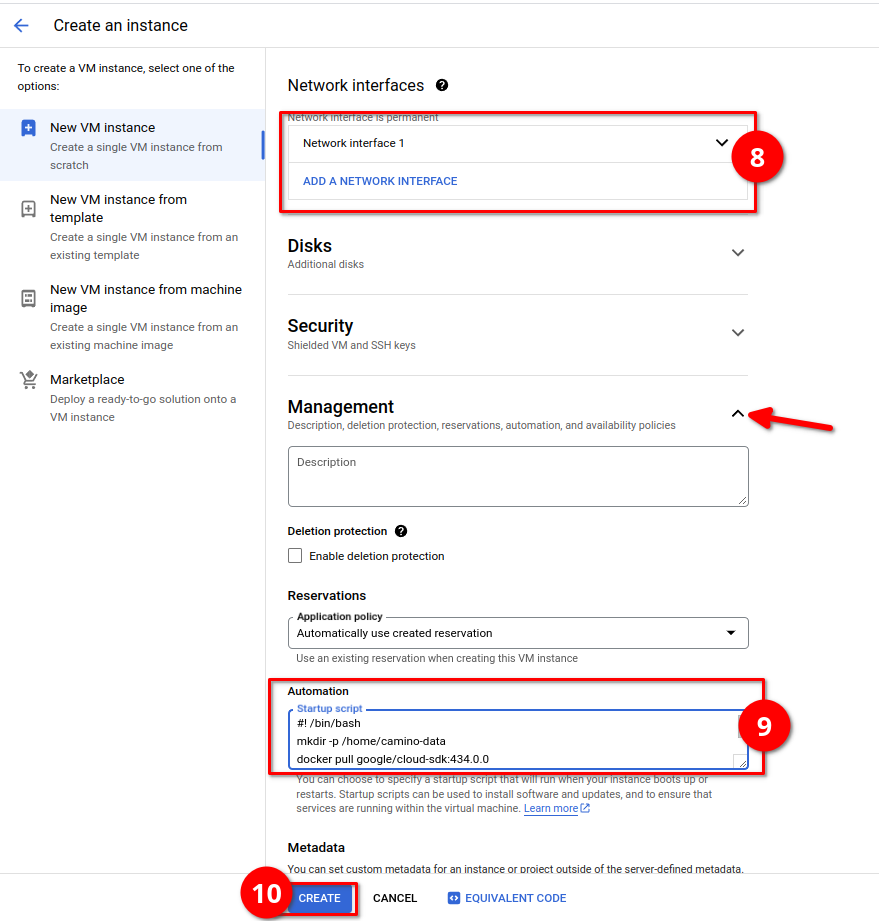 Create an instance
To create a VM instance, select one of the
options:
New VM instance
Create a single VM instance from
scratch
New VM instance from
template
Create a single VM instance from an
existing template
New VM instance from machine
image
Create a single VM instance from an
existing machine image
Marketplace
Deploy a ready-to-go solution onto a
VM instance
Network interfaces
Network interface is permanent
Network interface 1
8
ADD A NETWORK INTERFACE
Disks
Additional disks
Security
Shielded VM and SSH keys
Management
Description, deletion protection, reservations, automation, and availability policies
Description
Deletion protection
Enable deletion protection
Reservations
Application policy
Automatically use created reservation
Use an existing reservation when creating this VM instance
Automation
Startup script
#! /bin/bash
mkdir -p /home/camino-data
docker pull google/cloud-sdk:434.0.0
9
You can choose to specify a startup script that will run when your instance boots up or
restarts. Startup scripts can be used to install software and updates, and to ensure that
services are running within the virtual machine. Learn more
Metadata
You can set custom metadata for an instance or project outside of the server-defined metadata.
10
CREATE
CANCEL
EQUIVALENT CODE